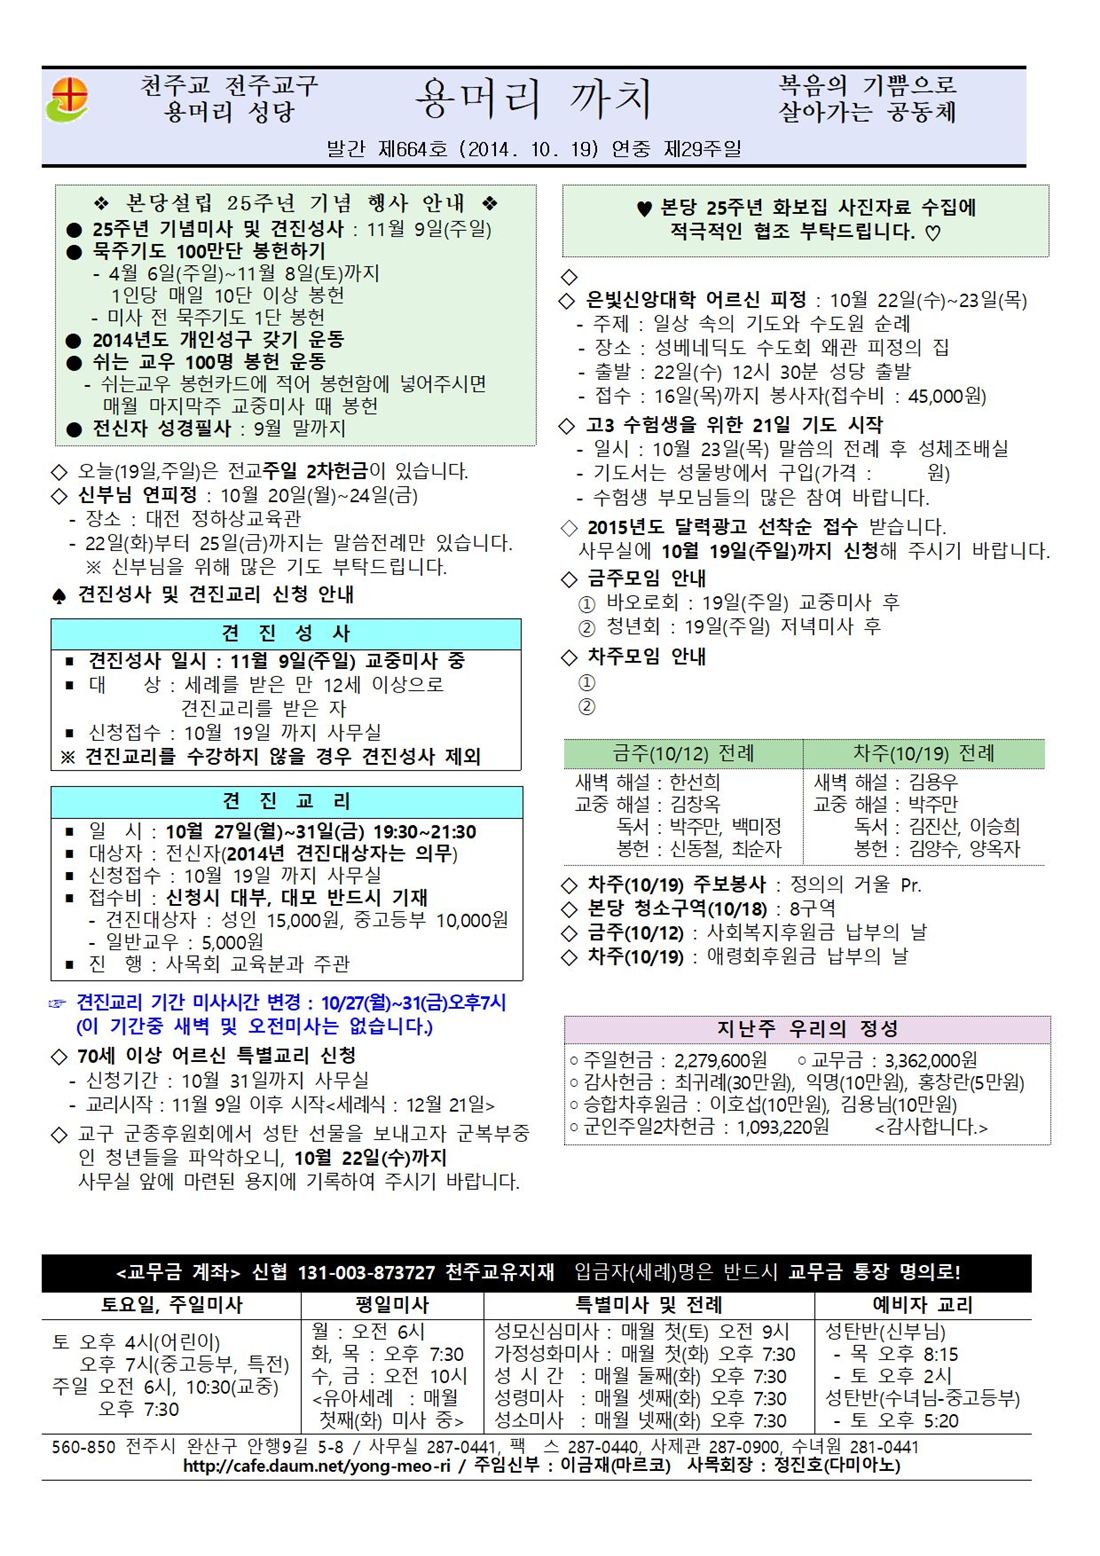 천주교 전주교구
용머리 성당
용머리 까치
복음의 기쁨으로
살아가는 공동체
발간 제664호 (2014. 10. 19) 연중 제29주일
❖ 본당설립 25주년 기념 행사 안내 ❖
● 25주년 기념미사 및 견진성사 : 11월 9일(주일)
● 묵주기도 100만단 봉헌하기
- 4월 6일(주일)~11월 8일(토)까지
1인당 매일 10단 이상 봉헌
- 미사 전 묵주기도 1단 봉헌
● 2014년도 개인성구 갖기 운동
● 쉬는 교우 100명 봉헌 운동
- 쉬는교우 봉헌카드에 적어 봉헌함에 넣어주시면
매월 마지막주 교중미사 때 봉헌
● 전신자 성경필사 : 9월 말까지
◇ 오늘(19일,주일)은 전교주일 2차헌금이 있습니다.
◇ 신부님 연피정 : 10월 20일(월)~24일(금)
- 장소 : 대전 정하상교육관
- 22일(화)부터 25일(금)까지는 말씀전례만 있습니다.
※ 신부님을 위해 많은 기도 부탁드립니다.
♠ 견진성사 및 견진교리 신청 안내
견 진 성 사
▪ 견진성사 일시 : 11월 9일(주일) 교중미사 중
▪ 대 상 : 세례를 받은 만 12세 이상으로
견진교리를 받은 자
▪ 신청접수 : 10월 19일 까지 사무실
※ 견진교리를 수강하지 않을 경우 견진성사 제외
견 진 교 리
▪ 일 시 : 10월 27일(월)~31일(금) 19:30~21:30
▪ 대상자 : 전신자(2014년 견진대상자는 의무)
▪ 신청접수 : 10월 19일 까지 사무실
▪ 접수비 : 신청시 대부, 대모 반드시 기재
- 견진대상자 : 성인 15,000원, 중고등부 10,000원
- 일반교우 : 5,000원
▪ 진 행 : 사목회 교육분과 주관
☞ 견진교리 기간 미사시간 변경 : 10/27(월)~31(금)오후7시
(이 기간중 새벽 및 오전미사는 없습니다.)
◇ 70세 이상 어르신 특별교리 신청
- 신청기간 : 10월 31일까지 사무실
- 교리시작 : 11월 9일 이후 시작<세례식 : 12월 21일>
◇ 교구 군종후원회에서 성탄 선물을 보내고자 군복부중
인 청년들을 파악하오니, 10월 22일(수)까지
사무실 앞에 마련된 용지에 기록하여 주시기 바랍니다.
♥ 본당 25주년 화보집 사진자료 수집에
적극적인 협조 부탁드립니다. ♡
◇
◇ 은빛신앙대학 어르신 피정 : 10월 22일(수)~23일(목)
- 주제 : 일상 속의 기도와 수도원 순례
- 장소 : 성베네딕도 수도회 왜관 피정의 집
- 출발 : 22일(수) 12시 30분 성당 출발
- 접수 : 16일(목)까지 봉사자(접수비 : 45,000원)
◇ 고3 수험생을 위한 21일 기도 시작
- 일시 : 10월 23일(목) 말씀의 전례 후 성체조배실
- 기도서는 성물방에서 구입(가격 : 원)
- 수험생 부모님들의 많은 참여 바랍니다.
◇ 2015년도 달력광고 선착순 접수 받습니다.
사무실에 10월 19일(주일)까지 신청해 주시기 바랍니다.
◇ 금주모임 안내
① 바오로회 : 19일(주일) 교중미사 후
② 청년회 : 19일(주일) 저녁미사 후
◇ 차주모임 안내
①
②
금주(10/12) 전례
새벽 해설 : 한선희
교중 해설 : 김창옥
독서 : 박주만, 백미정
봉헌 : 신동철, 최순자
차주(10/19) 전례
새벽 해설 : 김용우
교중 해설 : 박주만
독서 : 김진산, 이승희
봉헌 : 김양수, 양옥자
◇ 차주(10/19) 주보봉사 : 정의의 거울 Pr.
◇ 본당 청소구역(10/18) : 8구역
◇ 금주(10/12) : 사회복지후원금 납부의 날
◇ 차주(10/19) : 애령회후원금 납부의 날
지난주 우리의 정성
○ 주일헌금 : 2,279,600원 ○ 교무금 : 3,362,000원
○ 감사헌금 : 최귀례(30만원), 익명(10만원), 홍창란(5만원)
○ 승합차후원금 : 이호섭(10만원), 김용님(10만원)
○ 군인주일2차헌금 : 1,093,220원 <감사합니다.>
<교무금 계좌> 신협 131-003-873727 천주교유지재 입금자(세례)명은 반드시 교무금 통장 명의로!
토요일, 주일미사
토 오후 4시(어린이)
오후 7시(중고등부, 특전)
주일 오전 6시, 10:30(교중)
오후 7:30
평일미사
월 : 오전 6시
화, 목 : 오후 7:30
수, 금 : 오전 10시
<유아세례 : 매월
첫째(화) 미사 중>
특별미사 및 전례
성모신심미사 : 매월 첫(토) 오전 9시
가정성화미사 : 매월 첫(화) 오후 7:30
성 시 간 : 매월 둘째(화) 오후 7:30
성령미사 : 매월 셋째(화) 오후 7:30
성소미사 : 매월 넷째(화) 오후 7:30
예비자 교리
성탄반(신부님)
- 목 오후 8:15
- 토 오후 2시
성탄반(수녀님-중고등부)
- 토 오후 5:20
560-850 전주시 완산구 안행9길 5-8 / 사무실 287-0441, 팩 스 287-0440, 사제관 287-0900, 수녀원 281-0441
http://cafe.daum.net/yong-meo-ri / 주임신부 : 이금재(마르코) 사목회장 : 정진호(다미아노)